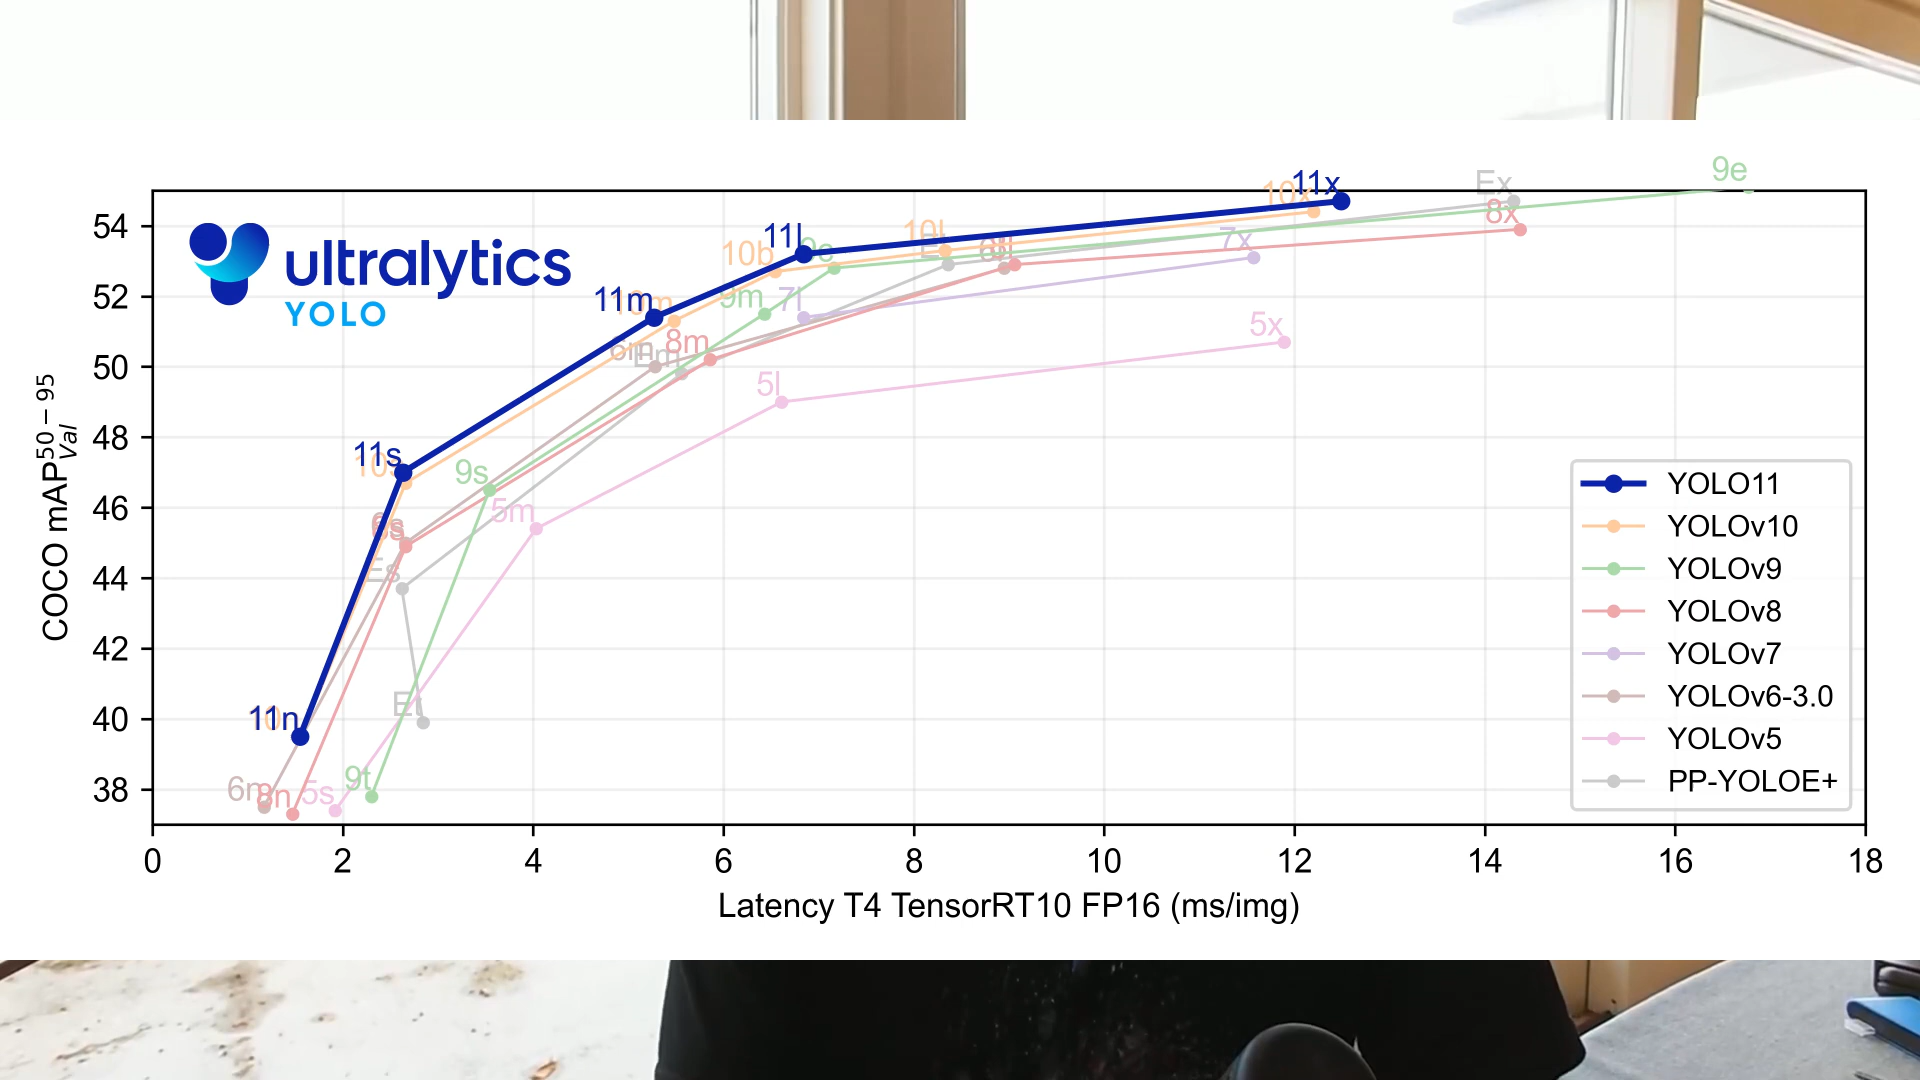 9e
Ex
11x
10x
8x
54
ultralytics
YOLO
11l
10l
7x
10b
9c
52
11m
9m
7l
5x
8m
50
5l
COCO mAP50-95
Val
48
11s
9s
46
5m
44
Es
42
11n
40
38
9t
5s
8n
YOLO11
YOLOv10
YOLOv9
YOLOv8
YOLOv7
YOLOv6-3.0
YOLOv5
PP-YOLOE+
0 2 4 6 8 10 12 14 16 18
Latency T4 TensorRT10 FP16 (ms/img)